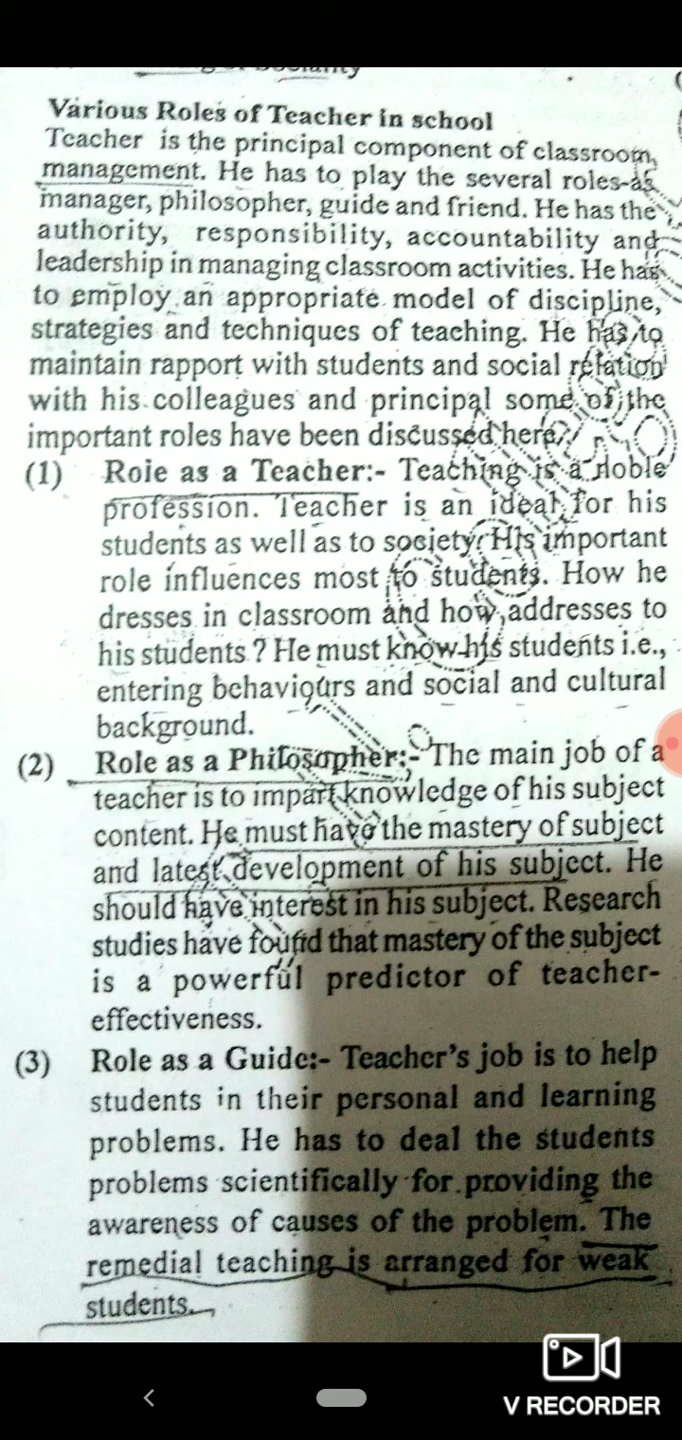 Various Roles of Teacher in school
Teacher is the principal component of classroom,
management. He has to play the several roles-as
manager, philosopher, guide and friend. He has the
authority, responsibility, accountability and
leadership in managing classroom activities. He has
to employ an appropriate model of discipline,
strategies and techniques of teaching. He has to
maintain rapport with students and social relation
with his colleagues and principal some of the
important roles have been discussed here.
(1) Role as a Teacher:- Teaching is a noble
profession. Teacher is an ideal for his
students as well as to society. His important
role influences most to students. How he
dresses in classroom and how addresses to
his students ? He must know his students i.e.,
entering behaviours and social and cultural
background.
(2) Role as a Philosopher:- The main job of a
teacher is to impart knowledge of his subject
content. He must have the mastery of subject
and latest development of his subject. He
should have interest in his subject. Research
studies have found that mastery of the subject
is a powerful predictor of teacher-
effectiveness.
(3) Role as a Guide:- Teacher's job is to help
students in their personal and learning
problems. He has to deal the students
problems scientifically for providing the
awareness of causes of the problem. The
remedial teaching is arranged for weak
students.
V RECORDER